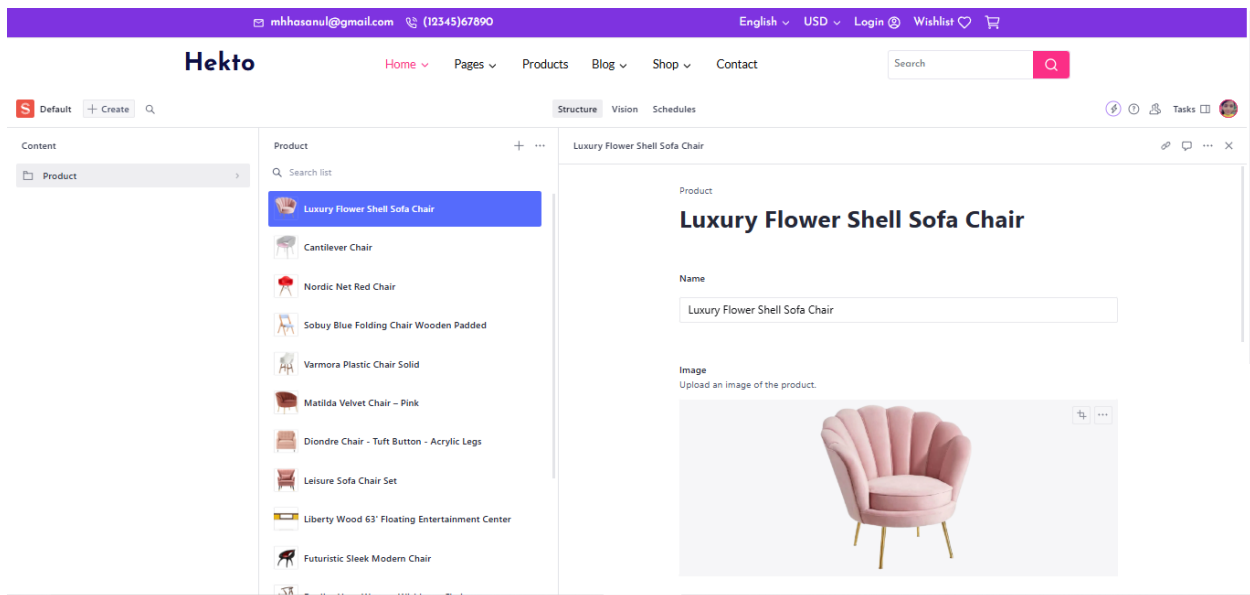 mhhasanul@gmail.com (12345)67890 English USD Login Wishlist
Hekto Home Pages Products Blog Shop Contact Search
S Default + Create Structure Vision Schedules Tasks
Content
Product
Product
Search list
Luxury Flower Shell Sofa Chair
Cantilever Chair
Nordic Net Red Chair
Sobuy Blue Folding Chair Wooden Padded
Varmora Plastic Chair Solid
Matilda Velvet Chair – Pink
Diondre Chair - Tuft Button - Acrylic Legs
Leisure Sofa Chair Set
Liberty Wood 63' Floating Entertainment Center
Futuristic Sleek Modern Chair
Luxury Flower Shell Sofa Chair
Product
Luxury Flower Shell Sofa Chair
Name
Luxury Flower Shell Sofa Chair
Image
Upload an image of the product.